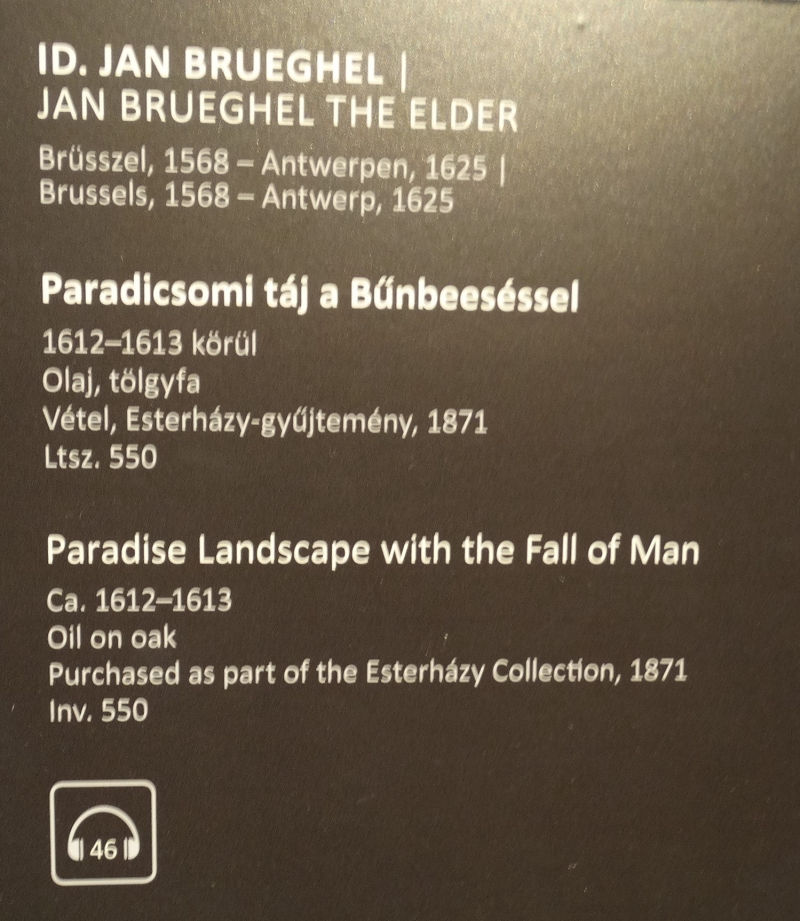 ID. JAN BRUEGHEL |
JAN BRUEGHEL THE ELDER
Brüsszel, 1568 – Antwerpen, 1625 |
Brussels, 1568 – Antwerp, 1625
Paradicsomi táj a Bűnbeeséssel
1612–1613 körül
Olaj, tölgyfa
Vétel, Esterházy-gyűjtemény, 1871
Ltsz. 550
Paradise Landscape with the Fall of Man
Ca. 1612–1613
Oil on oak
Purchased as part of the Esterházy Collection, 1871
Inv. 550
46